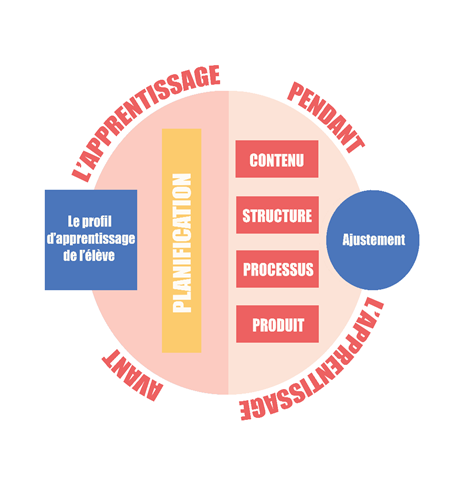 AVANT
L'APPRENTISSAGE
PENDANT
L'APPRENTISSAGE
Le profil
d'apprentissage
de l'élève
PLANIFICATION
CONTENU
STRUCTURE
PROCESSUS
PRODUIT
Ajustement